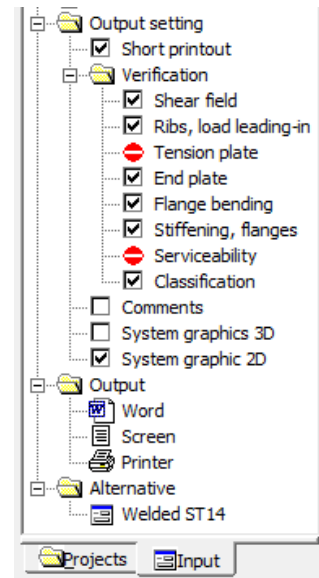 Output setting
Short printout
Verification
Shear field
Ribs, load leading-in
Tension plate
End plate
Flange bending
Stiffening, flanges
Serviceability
Classification
Comments
System graphics 3D
System graphic 2D
Output
Word
Screen
Printer
Alternative
Welded ST14
Projects Input